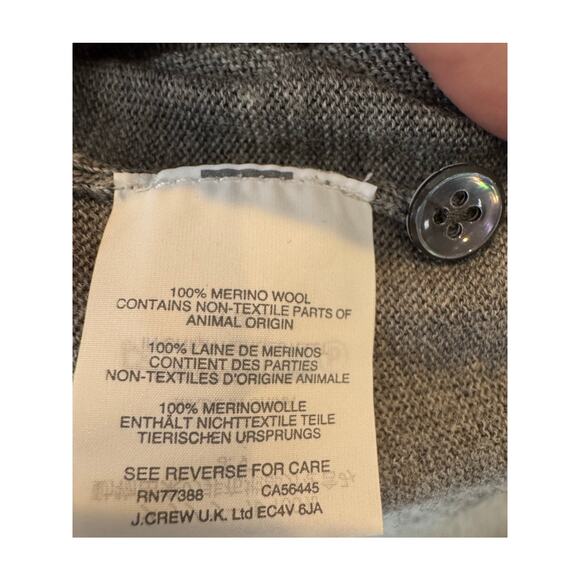 100% MERINO WOOL
CONTAINS NON-TEXTILE PARTS OF
ANIMAL ORIGIN
100% LAINE DE MERINOS
CONTIENT DES PARTIES
NON-TEXTILES D'ORIGINE ANIMALE
100% MERINOWOLLE
ENTHÄLT NICHTTEXTILE TEILE
TIERISCHEN URSPRUNGS
SEE REVERSE FOR CARE
RN77388 CA56445
J.CREW U.K. Ltd EC4V 6JA